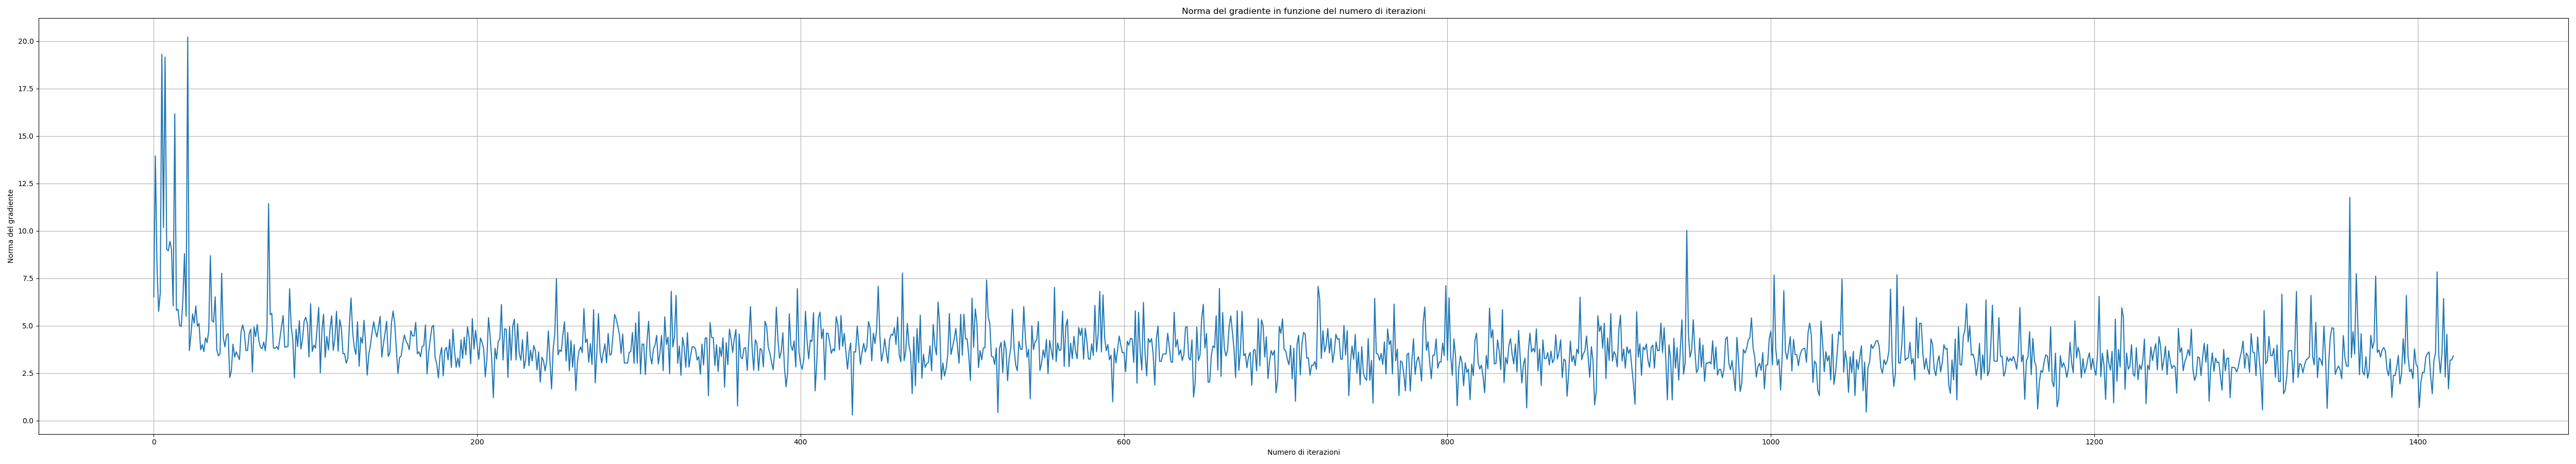 Norma del gradiente in funzione del numero di iterazioni
20.0
17.5
15.0
12.5
10.0
7.5
5.0
2.5
0.0
Norma del gradiente
0 200 400 600 800 1000 1200 1400
Numero di iterazioni